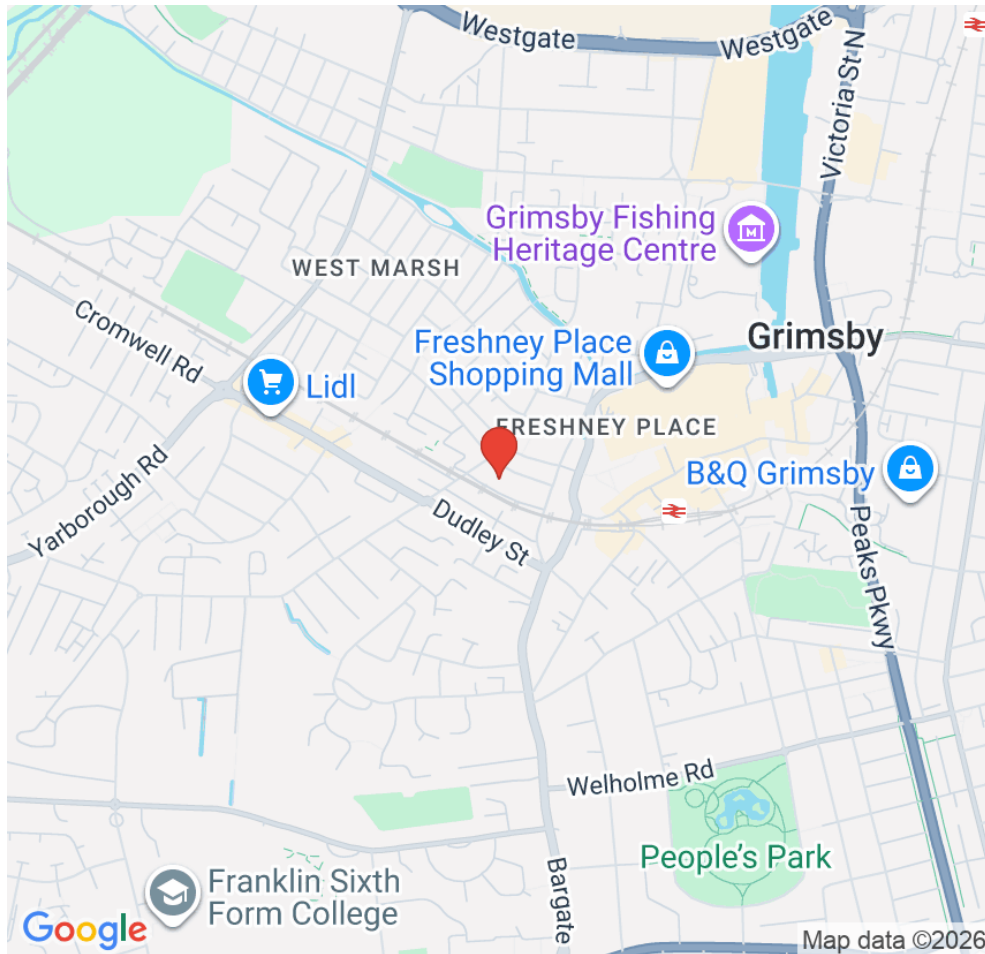 Westgate
Westgate
Victoria St N
Grimsby Fishing
Heritage Centre
M
WEST MARSH
Cromwell Rd
Grimsby
Freshney Place
Shopping Mall
Lidl
FRESHNEY PLACE
B&Q Grimsby
Yarborough Rd
Dudley St
Peaks Pkwy
Welholme Rd
People's Park
Bargate
Franklin Sixth
Form College
Google
Map data ©2026